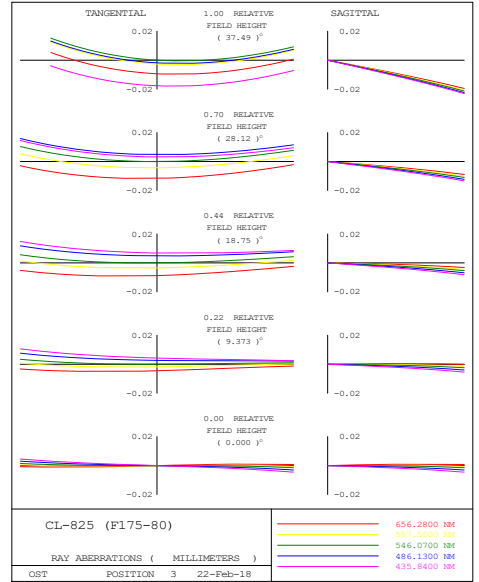 TANGENTIAL 1.00 RELATIVE SAGITTAL
FIELD HEIGHT
( 37.49 )°
0.02 0.02
-0.02 -0.02
0.70 RELATIVE
FIELD HEIGHT
( 28.12 )°
0.02 0.02
-0.02 -0.02
0.44 RELATIVE
FIELD HEIGHT
( 18.75 )°
0.02 0.02
-0.02 -0.02
0.22 RELATIVE
FIELD HEIGHT
( 9.373 )°
0.02 0.02
-0.02 -0.02
0.00 RELATIVE
FIELD HEIGHT
( 0.000 )°
0.02 0.02
-0.02 -0.02
CL-825 (F175-80)
RAY ABERRATIONS ( MILLIMETERS )
OST POSITION 3 22-Feb-18
656.2800 NM
NM
546.0700 NM
486.1300 NM
435.8400 NM